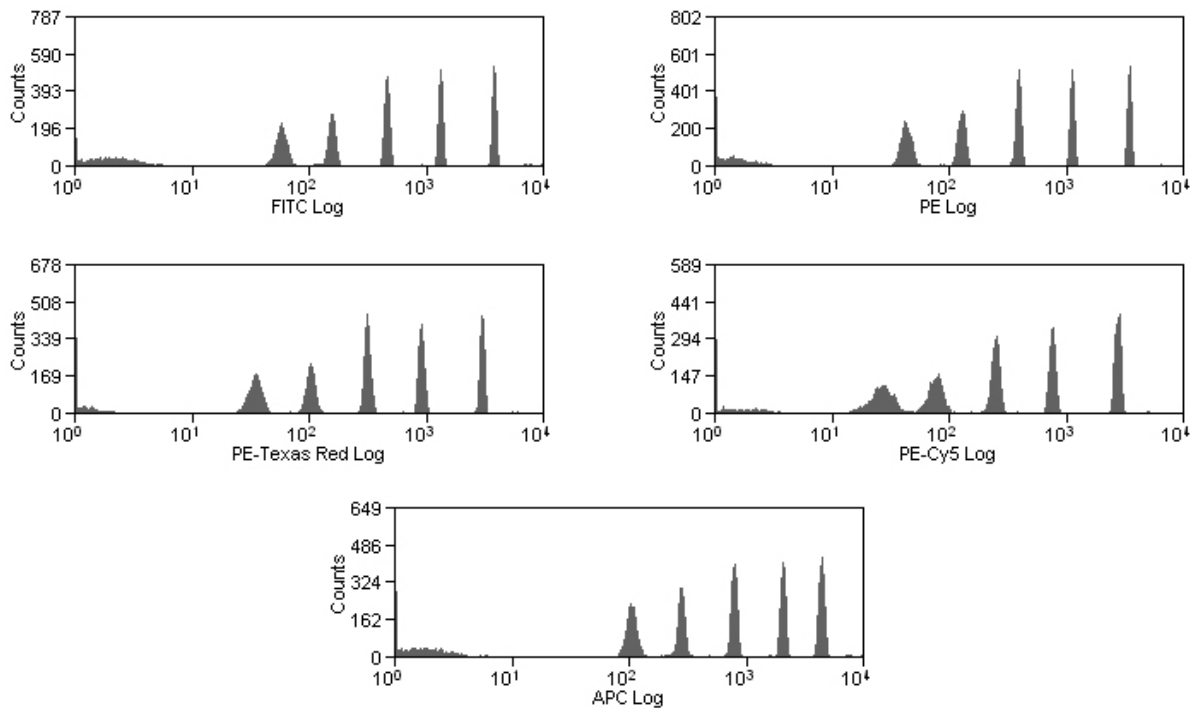 787
590
393
196
0
Counts
10⁰ 10¹ 10² 10³ 10⁴
FITC Log
802
601
401
200
0
Counts
10⁰ 10¹ 10² 10³ 10⁴
PE Log
678
508
339
169
0
Counts
10⁰ 10¹ 10² 10³ 10⁴
PE-Texas Red Log
589
441
294
147
0
Counts
10⁰ 10¹ 10² 10³ 10⁴
PE-Cy5 Log
649
486
324
162
0
Counts
10⁰ 10¹ 10² 10³ 10⁴
APC Log